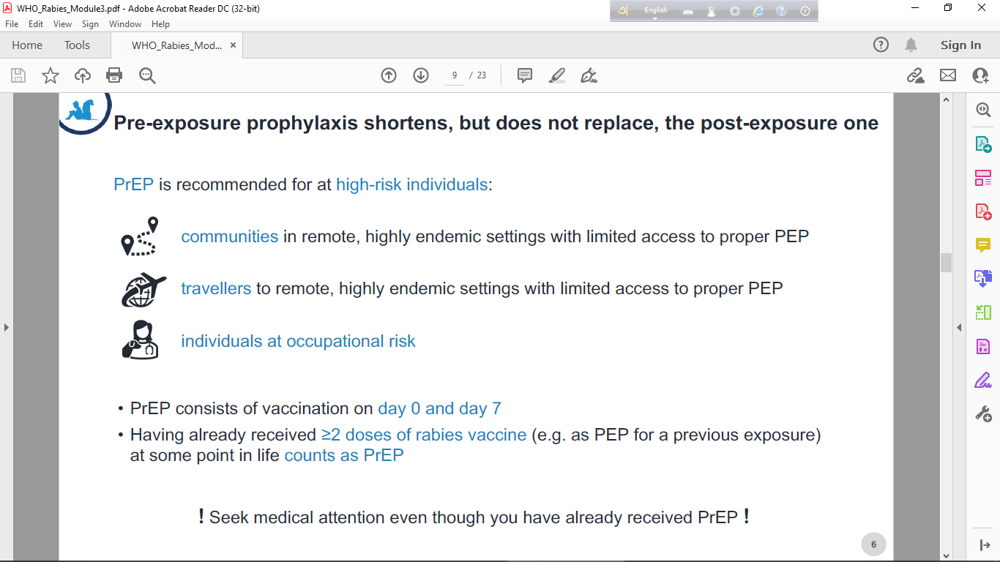 WHO_Rabies_Module3.pdf - Adobe Acrobat Reader DC (32-bit)
English
File Edit View Sign Window Help
Home Tools WHO_Rabies_Mod... Sign In
9 / 23
Pre-exposure prophylaxis shortens, but does not replace, the post-exposure one
PrEP is recommended for at high-risk individuals:
communities in remote, highly endemic settings with limited access to proper PEP
travellers to remote, highly endemic settings with limited access to proper PEP
individuals at occupational risk
• PrEP consists of vaccination on day 0 and day 7
• Having already received ≥2 doses of rabies vaccine (e.g. as PEP for a previous exposure)
at some point in life counts as PrEP
! Seek medical attention even though you have already received PrEP !
6